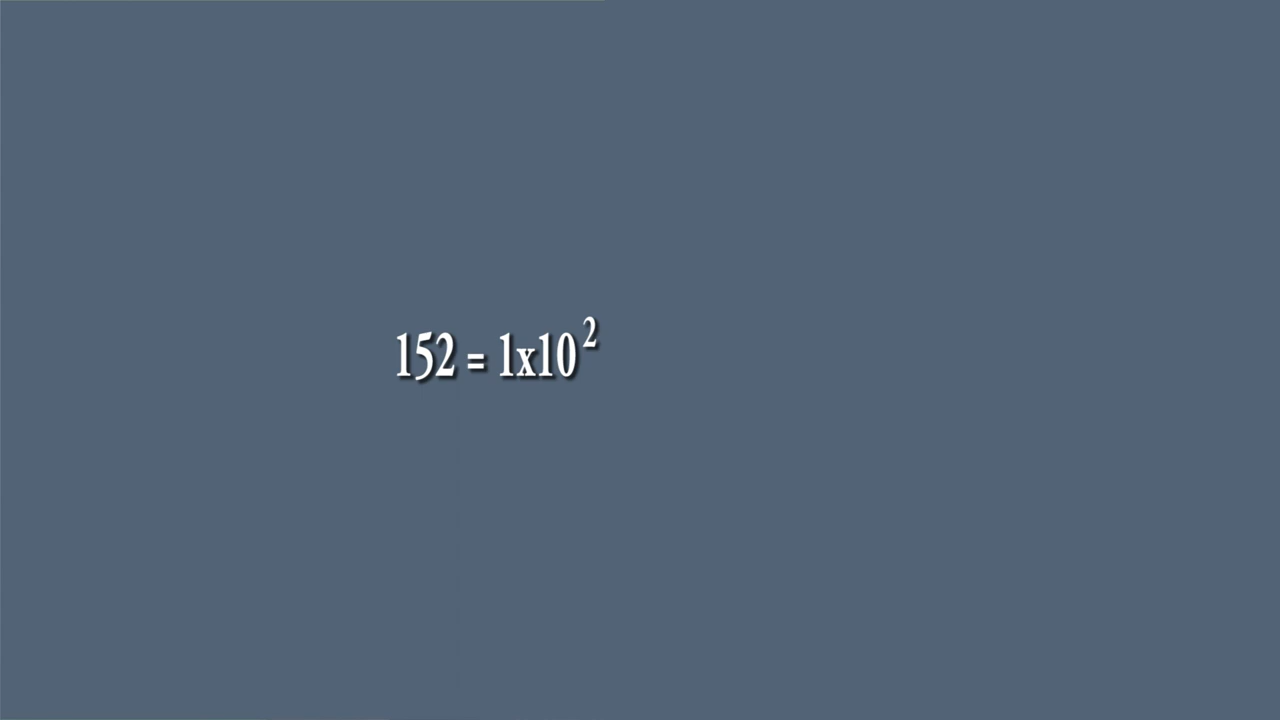 152 = 1x10²